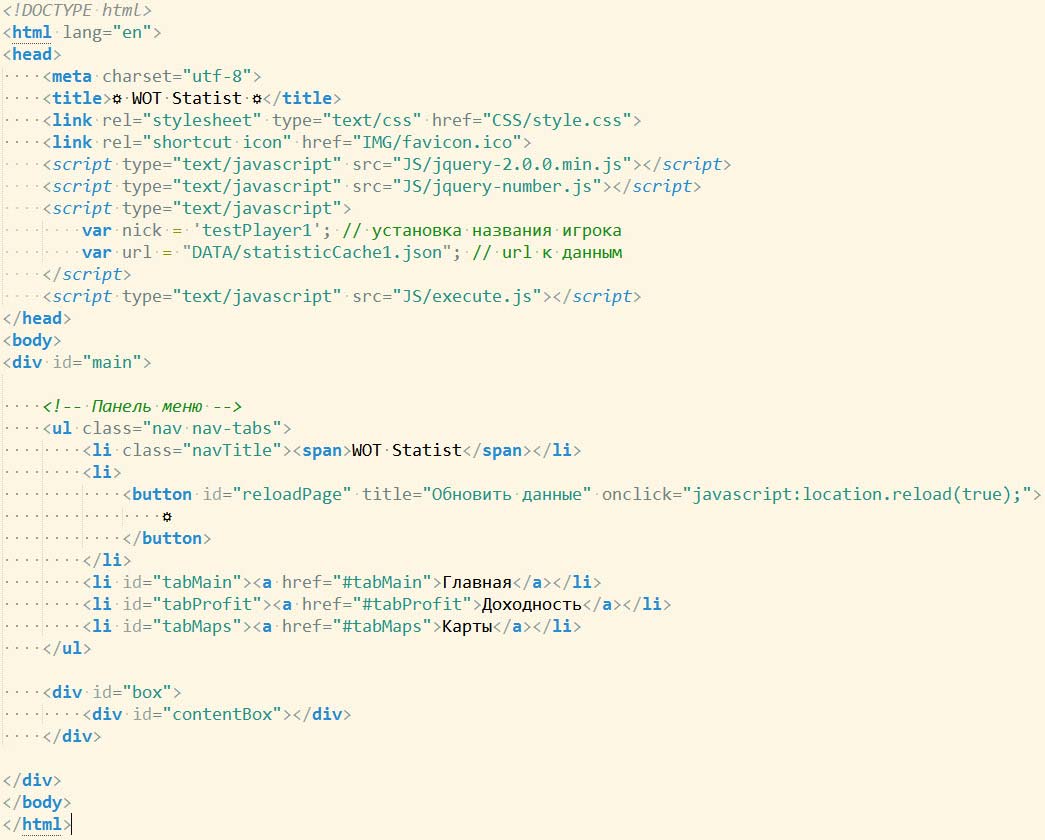 <!DOCTYPE html>
<html lang="en">
<head>
    <meta charset="utf-8">
    <title>⚙ WOT Statist ⚙</title>
    <link rel="stylesheet" type="text/css" href="CSS/style.css">
    <link rel="shortcut icon" href="IMG/favicon.ico">
    <script type="text/javascript" src="JS/jquery-2.0.0.min.js"></script>
    <script type="text/javascript" src="JS/jquery-number.js"></script>
    <script type="text/javascript">
        var nick = 'testPlayer1'; // установка названия игрока
        var url = "DATA/statisticCache1.json"; // url к данным
    </script>
    <script type="text/javascript" src="JS/execute.js"></script>
</head>
<body>
<div id="main">

    <!-- Панель меню -->
    <ul class="nav nav-tabs">
        <li class="navTitle"><span>WOT Statist</span></li>
        <li>
            <button id="reloadPage" title="Обновить данные" onclick="javascript:location.reload(true);">
                ⚙
            </button>
        </li>
        <li id="tabMain"><a href="#tabMain">Главная</a></li>
        <li id="tabProfit"><a href="#tabProfit">Доходность</a></li>
        <li id="tabMaps"><a href="#tabMaps">Карты</a></li>
    </ul>

    <div id="box">
        <div id="contentBox"></div>
    </div>

</div>
</body>
</html>